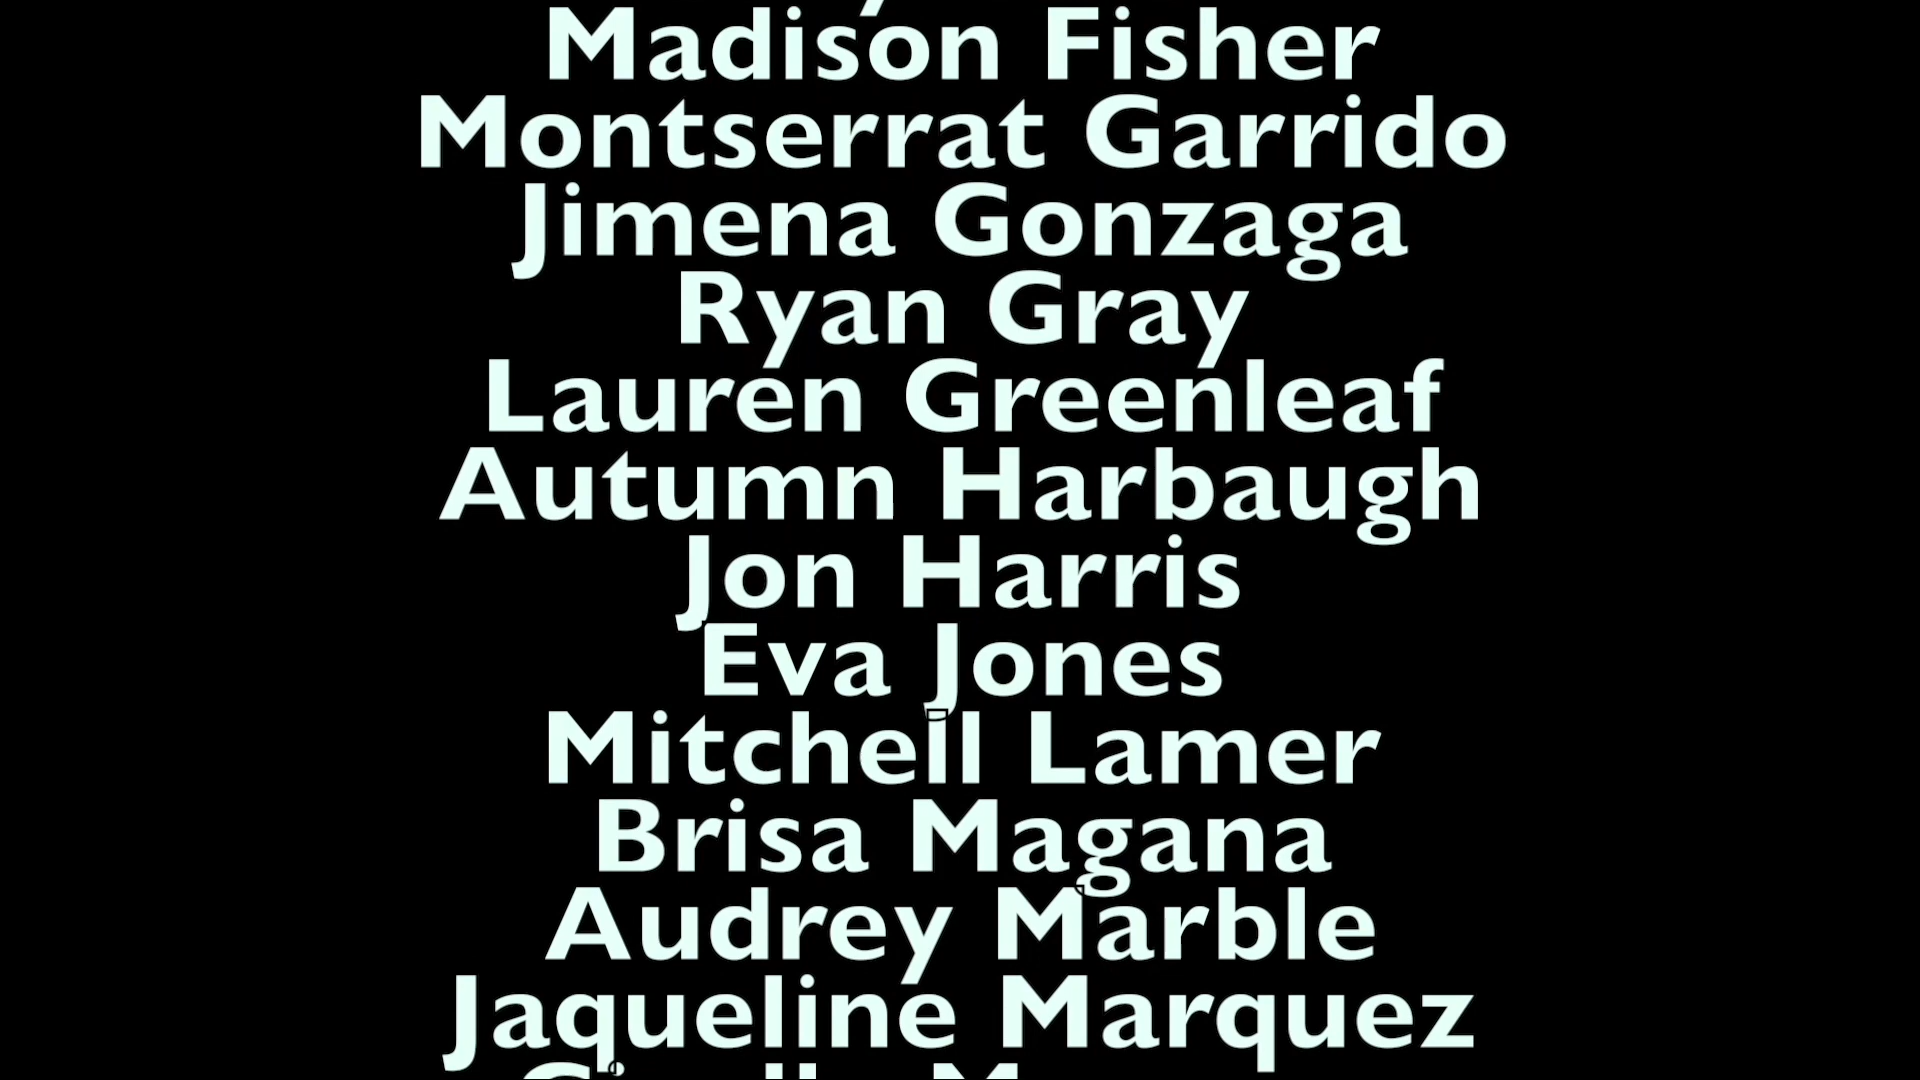 Madison Fisher
Montserrat Garrido
Jimena Gonzaga
Ryan Gray
Lauren Greenleaf
Autumn Harbaugh
Jon Harris
Eva Jones
Mitchell Lamer
Brisa Magana
Audrey Marble
Jaqueline Marquez